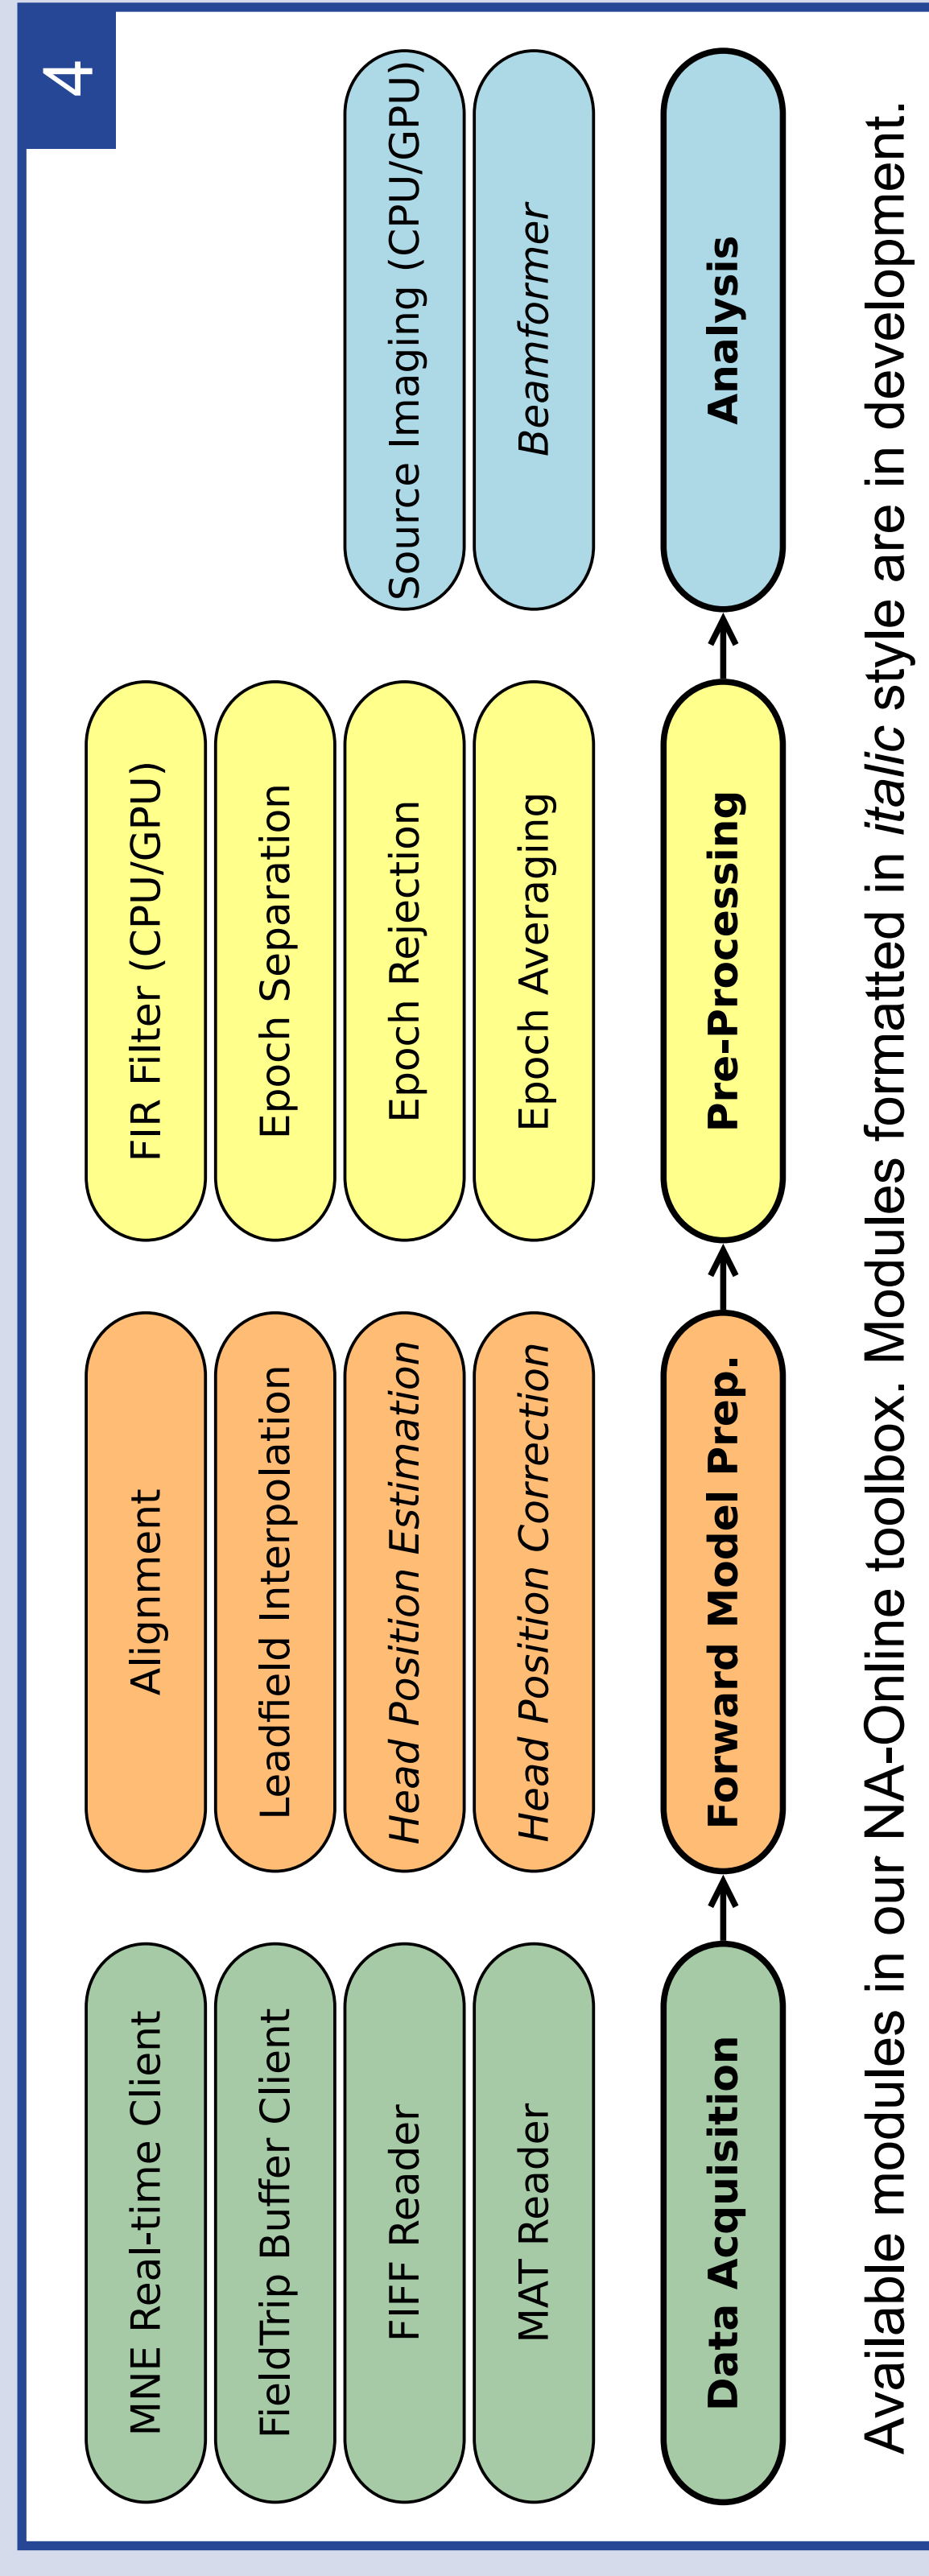 4
MNE Real-time Client
FieldTrip Buffer Client
FIFF Reader
MAT Reader
Data Acquisition
Alignment
Leadfield Interpolation
Head Position Estimation
Head Position Correction
Forward Model Prep.
FIR Filter (CPU/GPU)
Epoch Separation
Epoch Rejection
Epoch Averaging
Pre-Processing
Source Imaging (CPU/GPU)
Beamformer
Analysis
Available modules in our NA-Online toolbox. Modules formatted in italic style are in development.